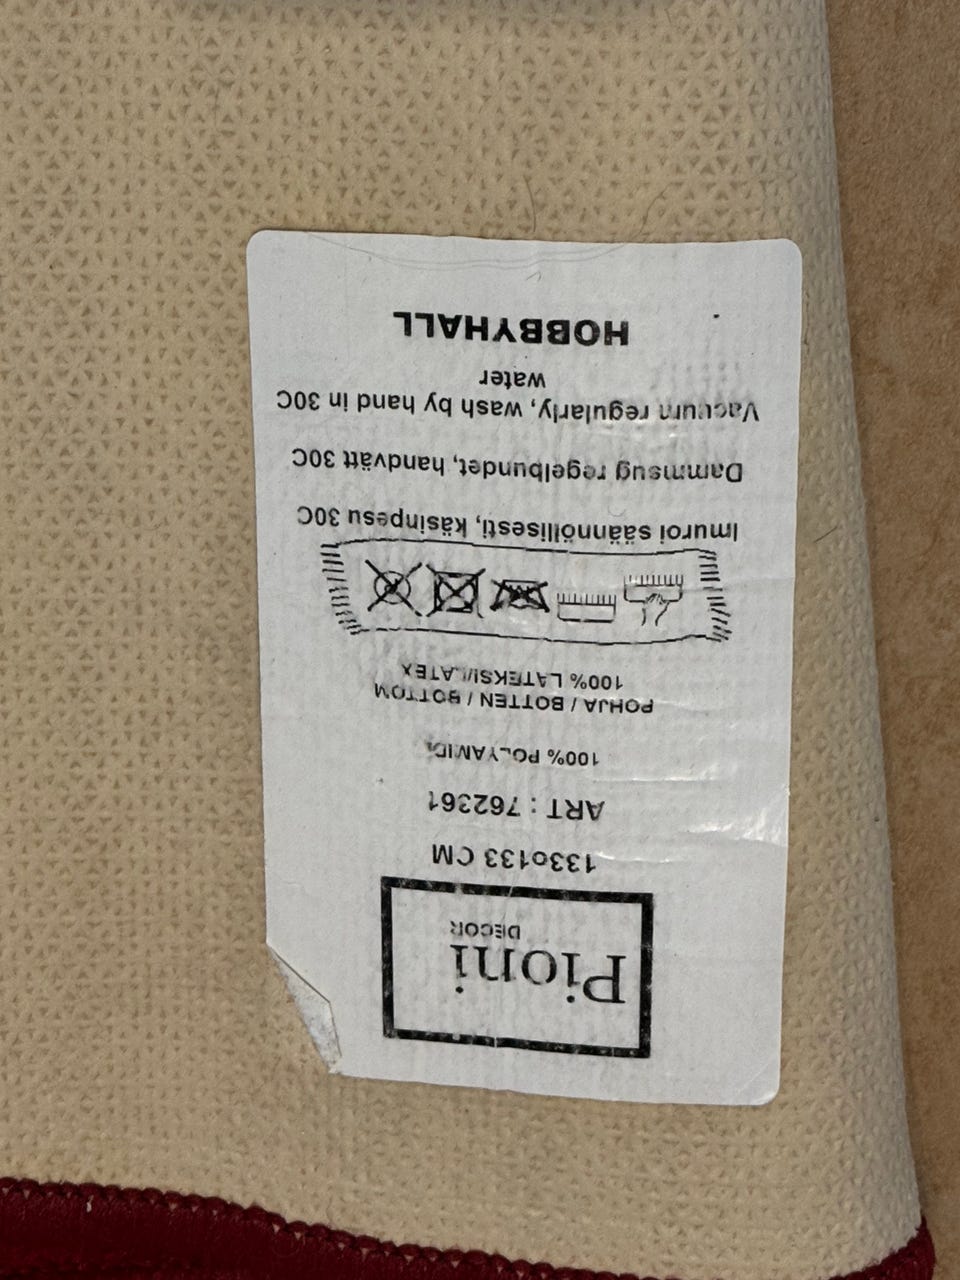 Pioni
DECOR
133o133 CM
ART : 762361
100% POLYAMID
POHJA / BOTTEN / BOTTOM
100% LATEKSI/LATEX
Imuroi säännöllisesti, käsinpesu 30C
Dammsug regelbundet, handvätt 30C
Vacuum regularly, wash by hand in 30C
water
HOBBYHALL